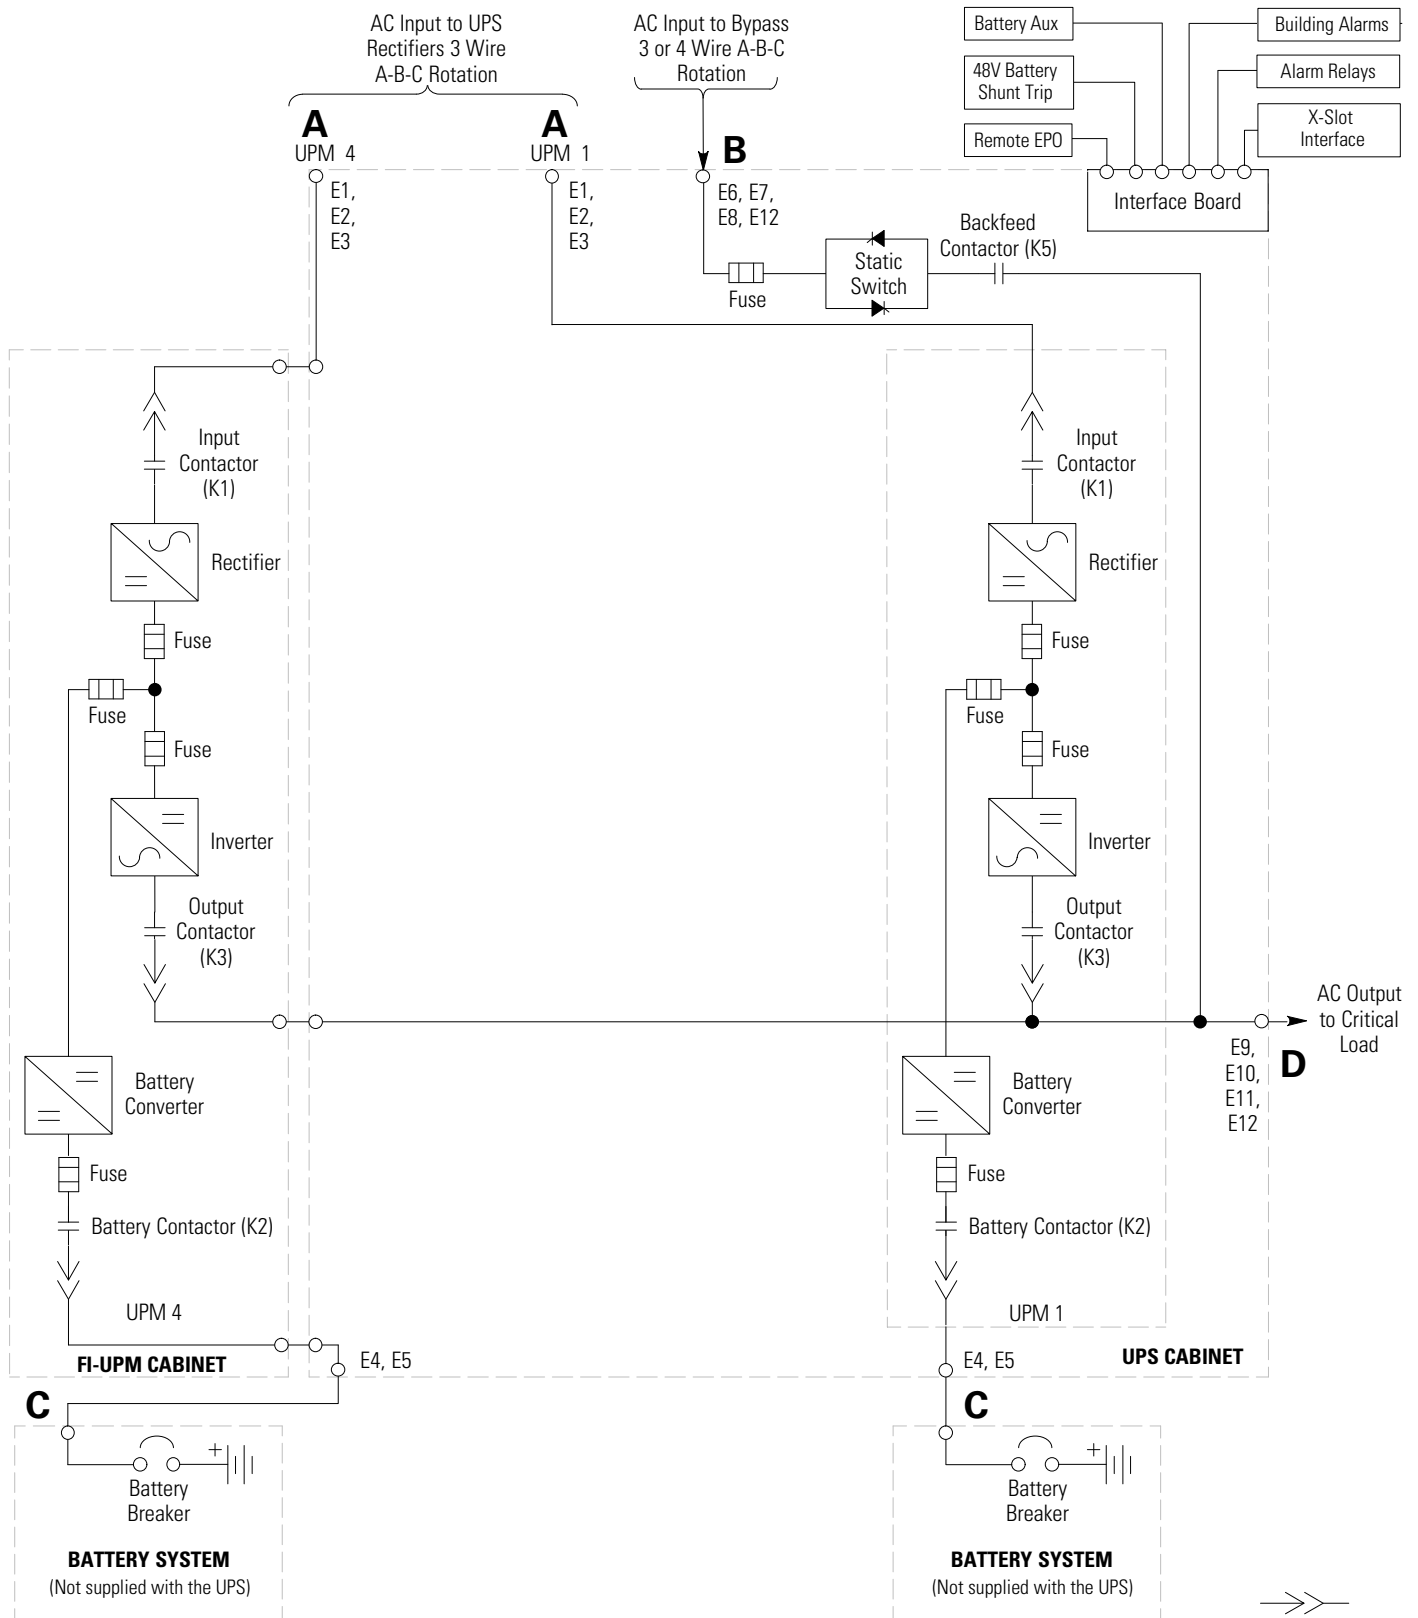 AC Input to UPS
Rectifiers 3 Wire
A-B-C Rotation
AC Input to Bypass
3 or 4 Wire A-B-C
Rotation
Battery Aux
48V Battery
Shunt Trip
Remote EPO
Building Alarms
Alarm Relays
X-Slot
Interface
Interface Board
A
UPM 4
E1,
E2,
E3
A
UPM 1
E1,
E2,
E3
B
E6, E7,
E8, E12
Fuse
Static
Switch
Backfeed
Contactor (K5)
Input
Contactor
(K1)
Rectifier
Fuse
Fuse
Fuse
Inverter
Output
Contactor
(K3)
Battery
Converter
Fuse
Battery Contactor (K2)
UPM 4
FI-UPM CABINET
E4, E5
Input
Contactor
(K1)
Rectifier
Fuse
Fuse
Fuse
Inverter
Output
Contactor
(K3)
AC Output
to Critical
Load
D
E9,
E10,
E11,
E12
Battery
Converter
Fuse
Battery Contactor (K2)
UPM 1
UPS CABINET
E4, E5
C
+
Battery
Breaker
BATTERY SYSTEM
(Not supplied with the UPS)
C
+
Battery
Breaker
BATTERY SYSTEM
(Not supplied with the UPS)